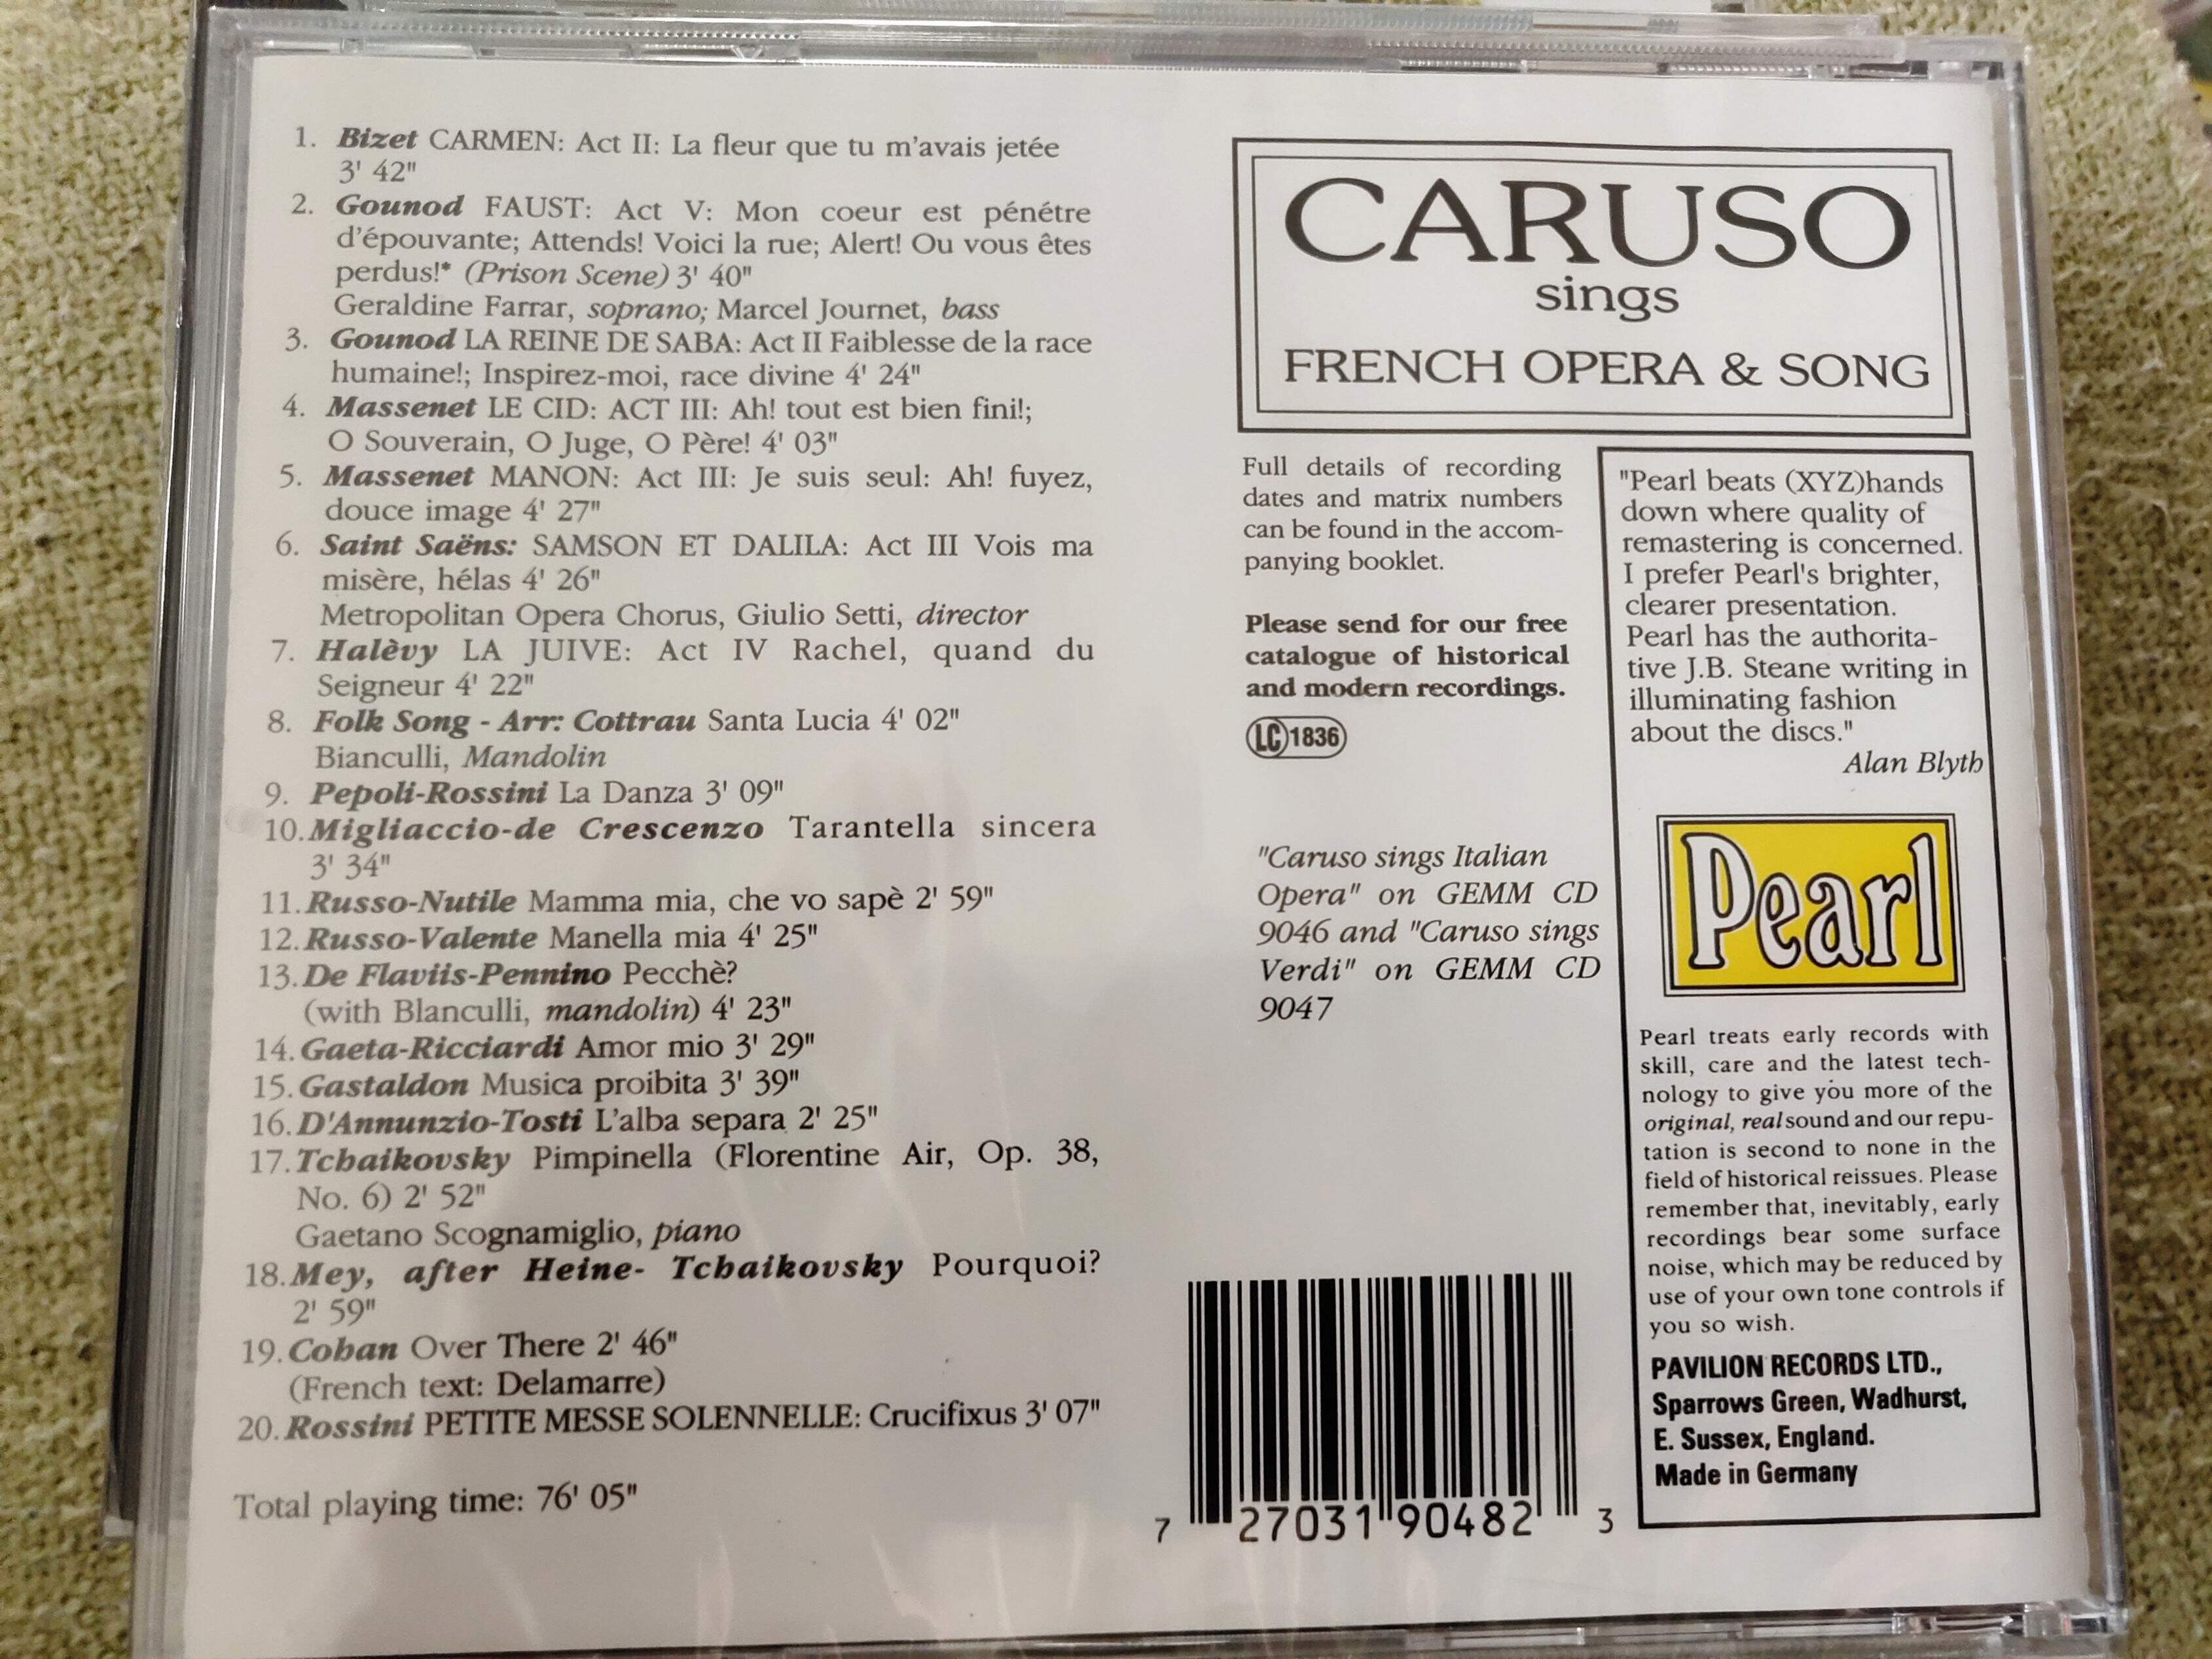 1. Bizet CARMEN: Act II: La fleur que tu m'avais jetée
3' 42"
2. Gounod FAUST: Act V: Mon coeur est pénétre
d'épouvante; Attends! Voici la rue; Alert! Ou vous êtes
perdus!* (Prison Scene) 3' 40"
Geraldine Farrar, soprano; Marcel Journet, bass
3. Gounod LA REINE DE SABA: Act II Faiblesse de la race
humaine!; Inspirez-moi, race divine 4' 24"
4. Massenet LE CID: ACT III: Ah! tout est bien fini!;
O Souverain, O Juge, O Père! 4' 03"
5. Massenet MANON: Act III: Je suis seul: Ah! fuyez,
douce image 4' 27"
6. Saint Saëns: SAMSON ET DALILA: Act III Vois ma
misère, hélas 4' 26"
Metropolitan Opera Chorus, Giulio Setti, director
7. Halèvy LA JUIVE: Act IV Rachel, quand du
Seigneur 4' 22"
8. Folk Song - Arr: Cottrau Santa Lucia 4' 02"
Bianculli, Mandolin
9. Pepoli-Rossini La Danza 3' 09"
10. Migliaccio-de Crescenzo Tarantella sincera
3' 34"
11. Russo-Nutile Mamma mia, che vo sapè 2' 59"
12. Russo-Valente Manella mia 4' 25"
13. De Flaviis-Pennino Pecchè?
(with Blanculli, mandolin) 4' 23"
14. Gaeta-Ricciardi Amor mio 3' 29"
15. Gastaldon Musica proibita 3' 39"
16. D'Annunzio-Tosti L'alba separa 2' 25"
17. Tchaikovsky Pimpinella (Florentine Air, Op. 38,
No. 6) 2' 52"
Gaetano Scognamiglio, piano
18. Mey, after Heine- Tchaikovsky Pourquoi?
2' 59"
19. Cohan Over There 2' 46"
(French text: Delamarre)
20. Rossini PETITE MESSE SOLENNELLE: Crucifixus 3' 07"
Total playing time: 76' 05"
CARUSO
sings
FRENCH OPERA & SONG
Full details of recording
dates and matrix numbers
can be found in the accom-
panying booklet.
Please send for our free
catalogue of historical
and modern recordings.
LC 1836
"Caruso sings Italian
Opera" on GEMM CD
9046 and "Caruso sings
Verdi" on GEMM CD
9047
7 27031 90482 3
"Pearl beats (XYZ)hands
down where quality of
remastering is concerned.
I prefer Pearl's brighter,
clearer presentation.
Pearl has the authorita-
tive J.B. Steane writing in
illuminating fashion
about the discs."
Alan Blyth
Pearl
Pearl treats early records with
skill, care and the latest tech-
nology to give you more of the
original, real sound and our repu-
tation is second to none in the
field of historical reissues. Please
remember that, inevitably, early
recordings bear some surface
noise, which may be reduced by
use of your own tone controls if
you so wish.
PAVILION RECORDS LTD.,
Sparrows Green, Wadhurst,
E. Sussex, England.
Made in Germany